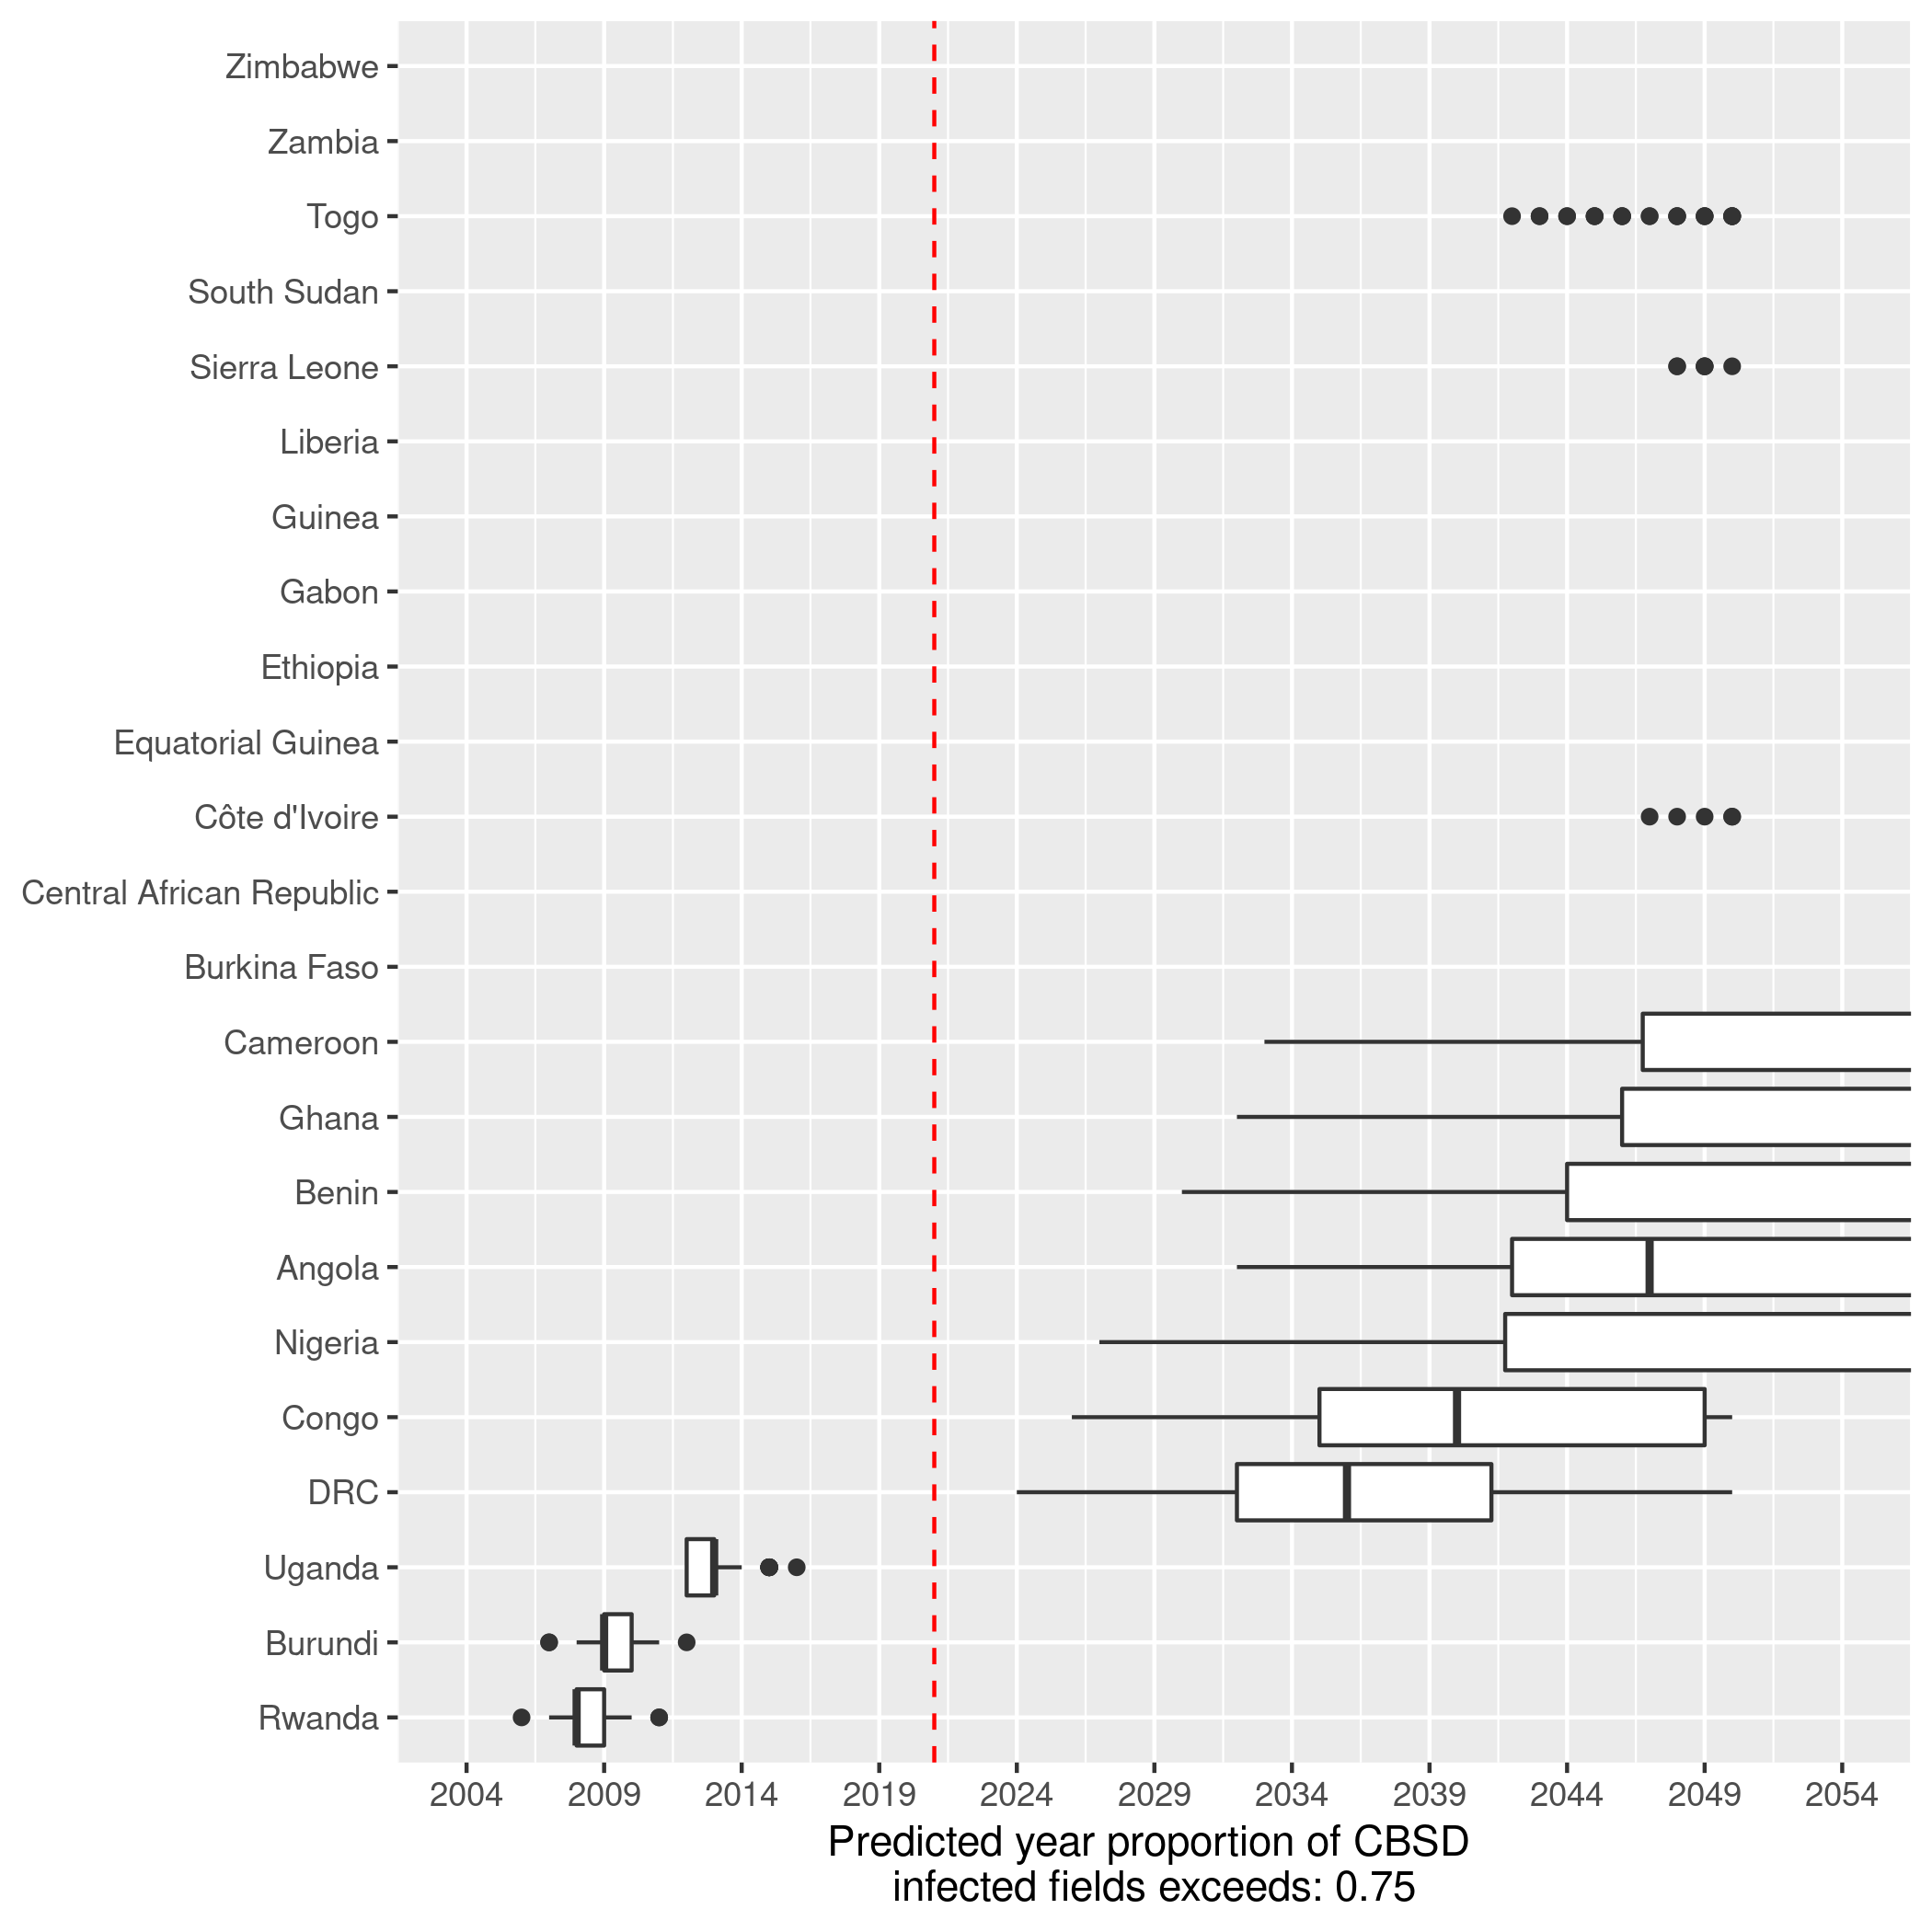 Zimbabwe
Zambia
Togo
South Sudan
Sierra Leone
Liberia
Guinea
Gabon
Ethiopia
Equatorial Guinea
Côte d'Ivoire
Central African Republic
Burkina Faso
Cameroon
Ghana
Benin
Angola
Nigeria
Congo
DRC
Uganda
Burundi
Rwanda
2004 2009 2014 2019 2024 2029 2034 2039 2044 2049 2054
Predicted year proportion of CBSD
infected fields exceeds: 0.75